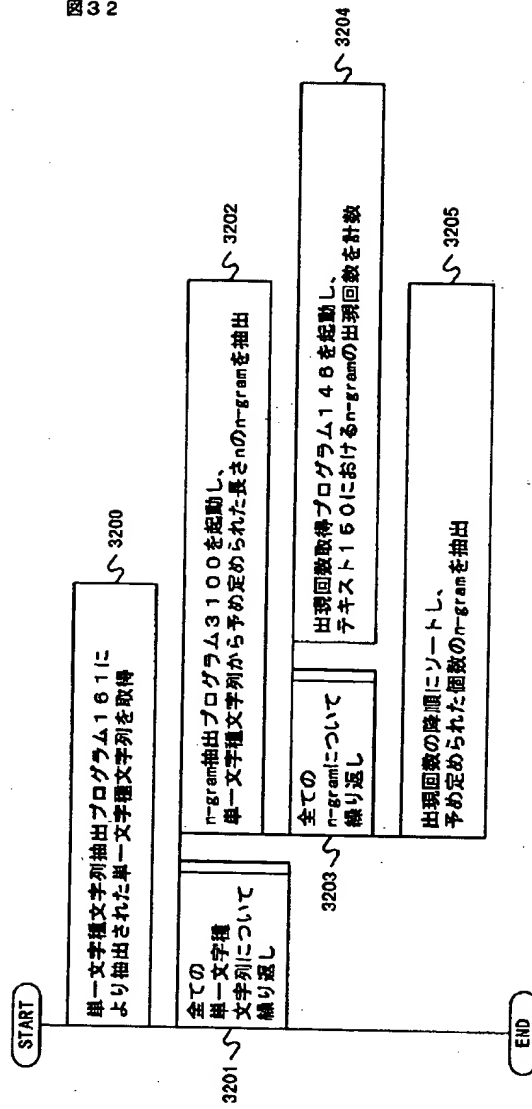 図32
START
単一文字種文字列抽出プログラム161に
より抽出された単一文字種文字列を取得
3200
全ての
単一文字種
文字列について
繰り返し
3201
n-gram抽出プログラム3100を起動し、
単一文字種文字列から予め定められた長さnのn-gramを抽出
3202
全ての
n-gramについて
繰り返し
3203
出現回数取得プログラム146を起動し、
テキスト150におけるn-gramの出現回数を計数
3204
出現回数の降順にソートし、
予め定められた個数のn-gramを抽出
3205
END